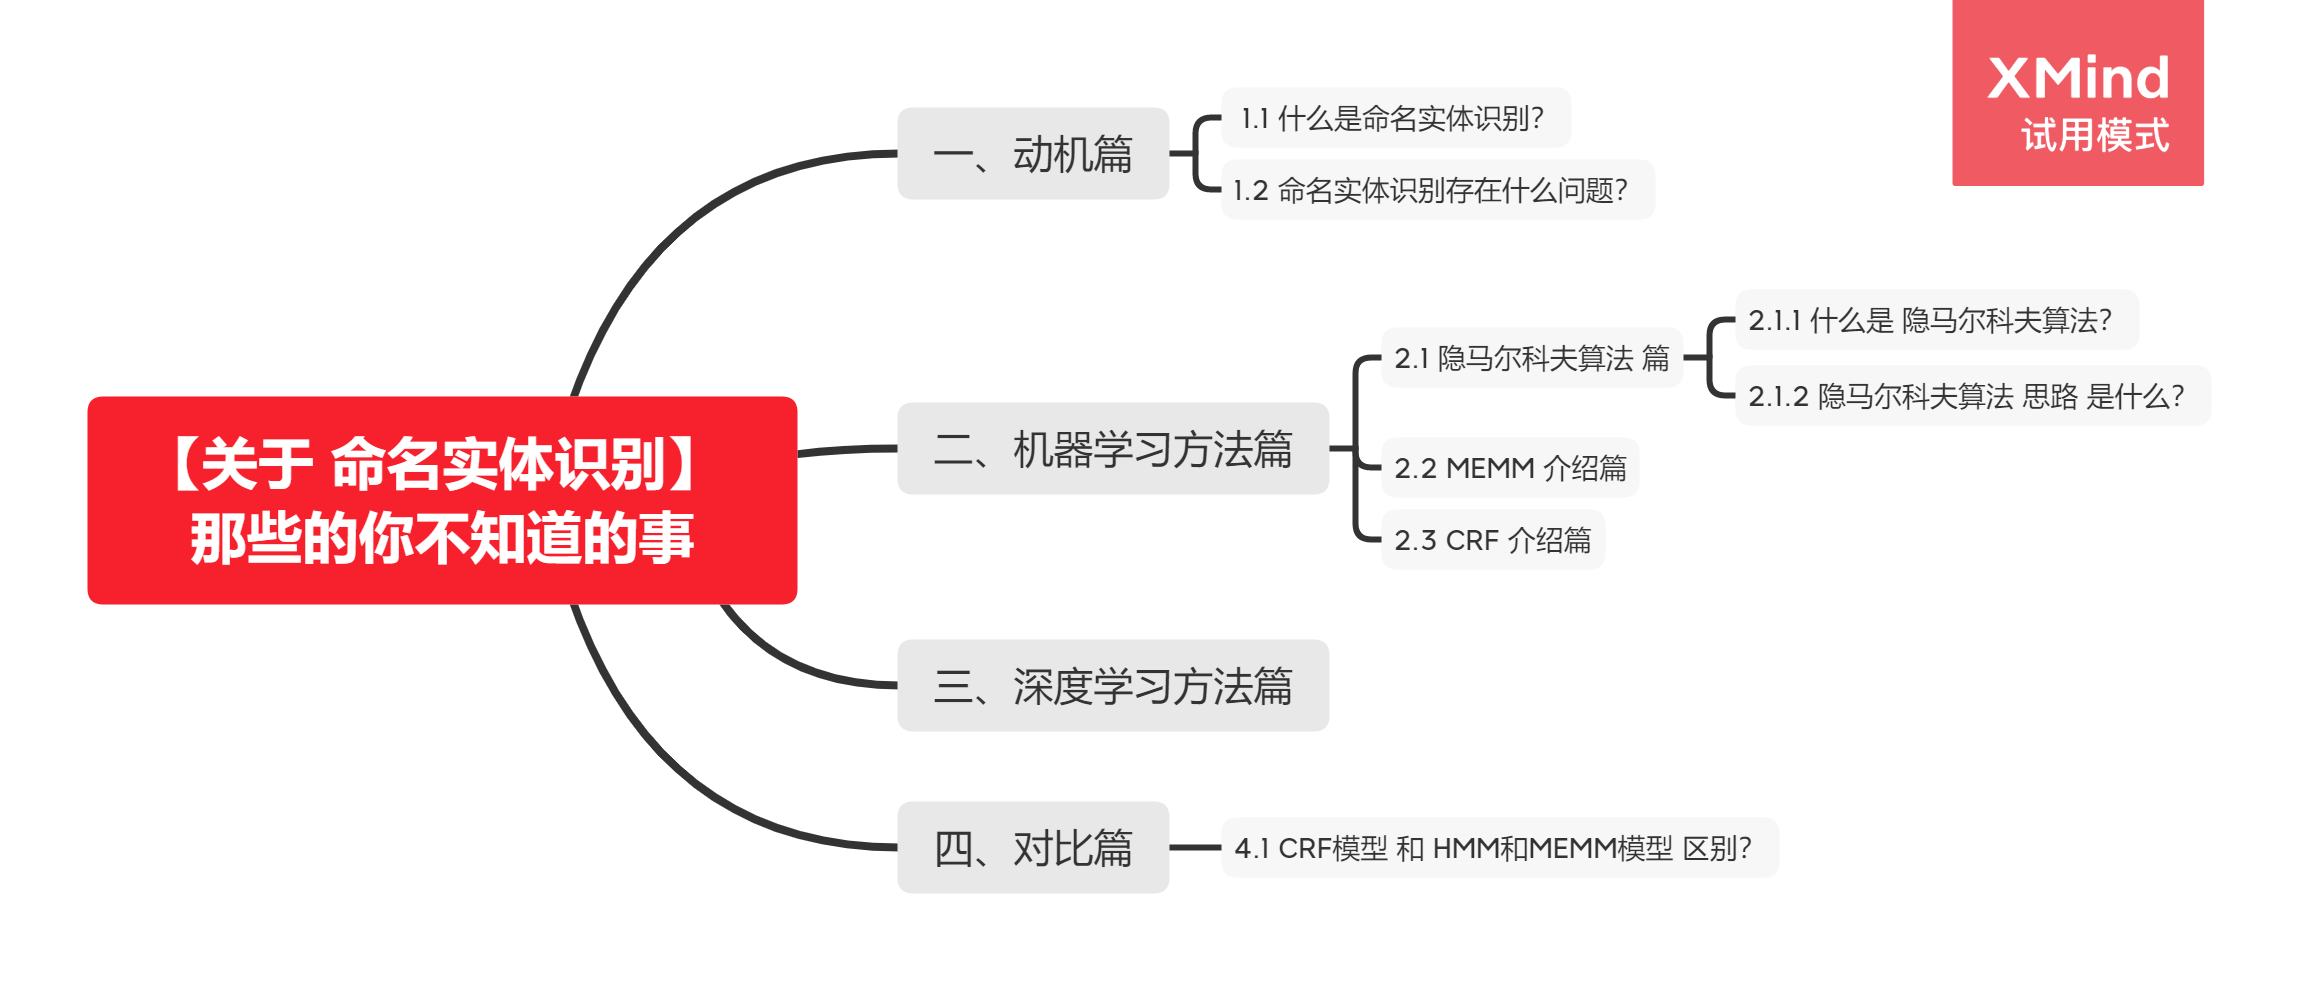 XMind
试用模式
【关于 命名实体识别】
那些的你不知道的事
一、动机篇
1.1 什么是命名实体识别？
1.2 命名实体识别存在什么问题？
二、机器学习方法篇
2.1 隐马尔科夫算法 篇
2.1.1 什么是 隐马尔科夫算法？
2.1.2 隐马尔科夫算法 思路 是什么？
2.2 MEMM 介绍篇
2.3 CRF 介绍篇
三、深度学习方法篇
四、对比篇
4.1 CRF模型 和 HMM和MEMM模型 区别？